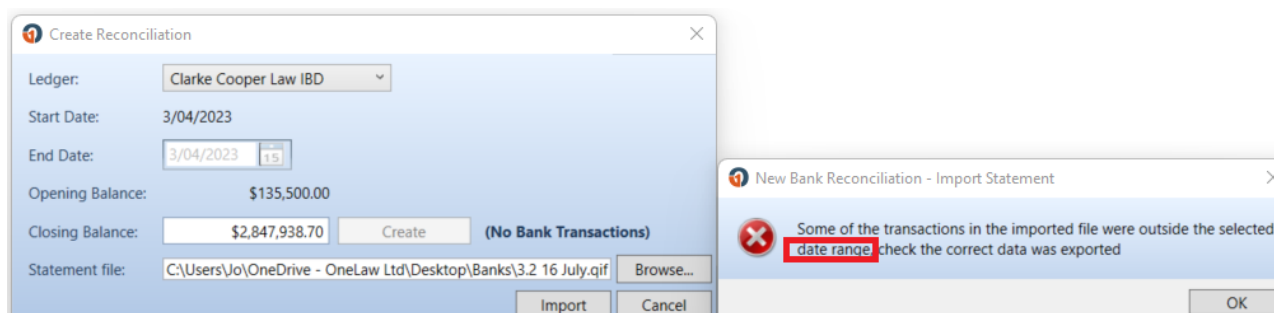 Create Reconciliation
Ledger: Clarke Cooper Law IBD
Start Date: 3/04/2023
End Date: 3/04/2023 15
Opening Balance: $135,500.00
Closing Balance: $2,847,938.70 Create (No Bank Transactions)
Statement file: C:\Users\Jo\OneDrive - OneLaw Ltd\Desktop\Banks\3.2 16 July.qif Browse...
Import Cancel
New Bank Reconciliation - Import Statement
Some of the transactions in the imported file were outside the selected
date range, check the correct data was exported
OK